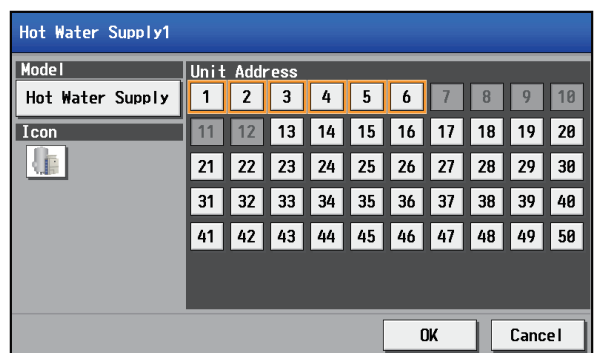 Hot Water Supply1
Model
Hot Water Supply
Icon
Unit Address
1 2 3 4 5 6 7 8 9 10
11 12 13 14 15 16 17 18 19 20
21 22 23 24 25 26 27 28 29 30
31 32 33 34 35 36 37 38 39 40
41 42 43 44 45 46 47 48 49 50
OK Cancel